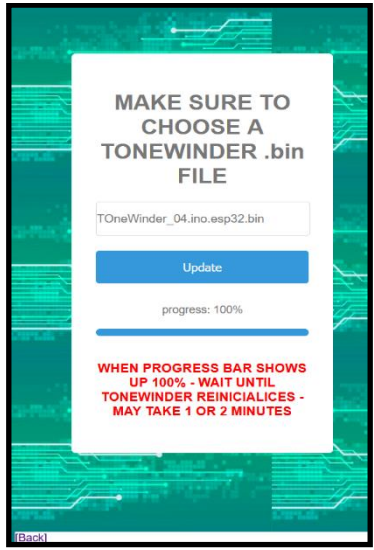 MAKE SURE TO
CHOOSE A
TONEWINDER .bin
FILE
TOneWinder_04.ino.esp32.bin
Update
progress: 100%
WHEN PROGRESS BAR SHOWS
UP 100% - WAIT UNTIL
TONEWINDER REINICIALICES -
MAY TAKE 1 OR 2 MINUTES
[Back]